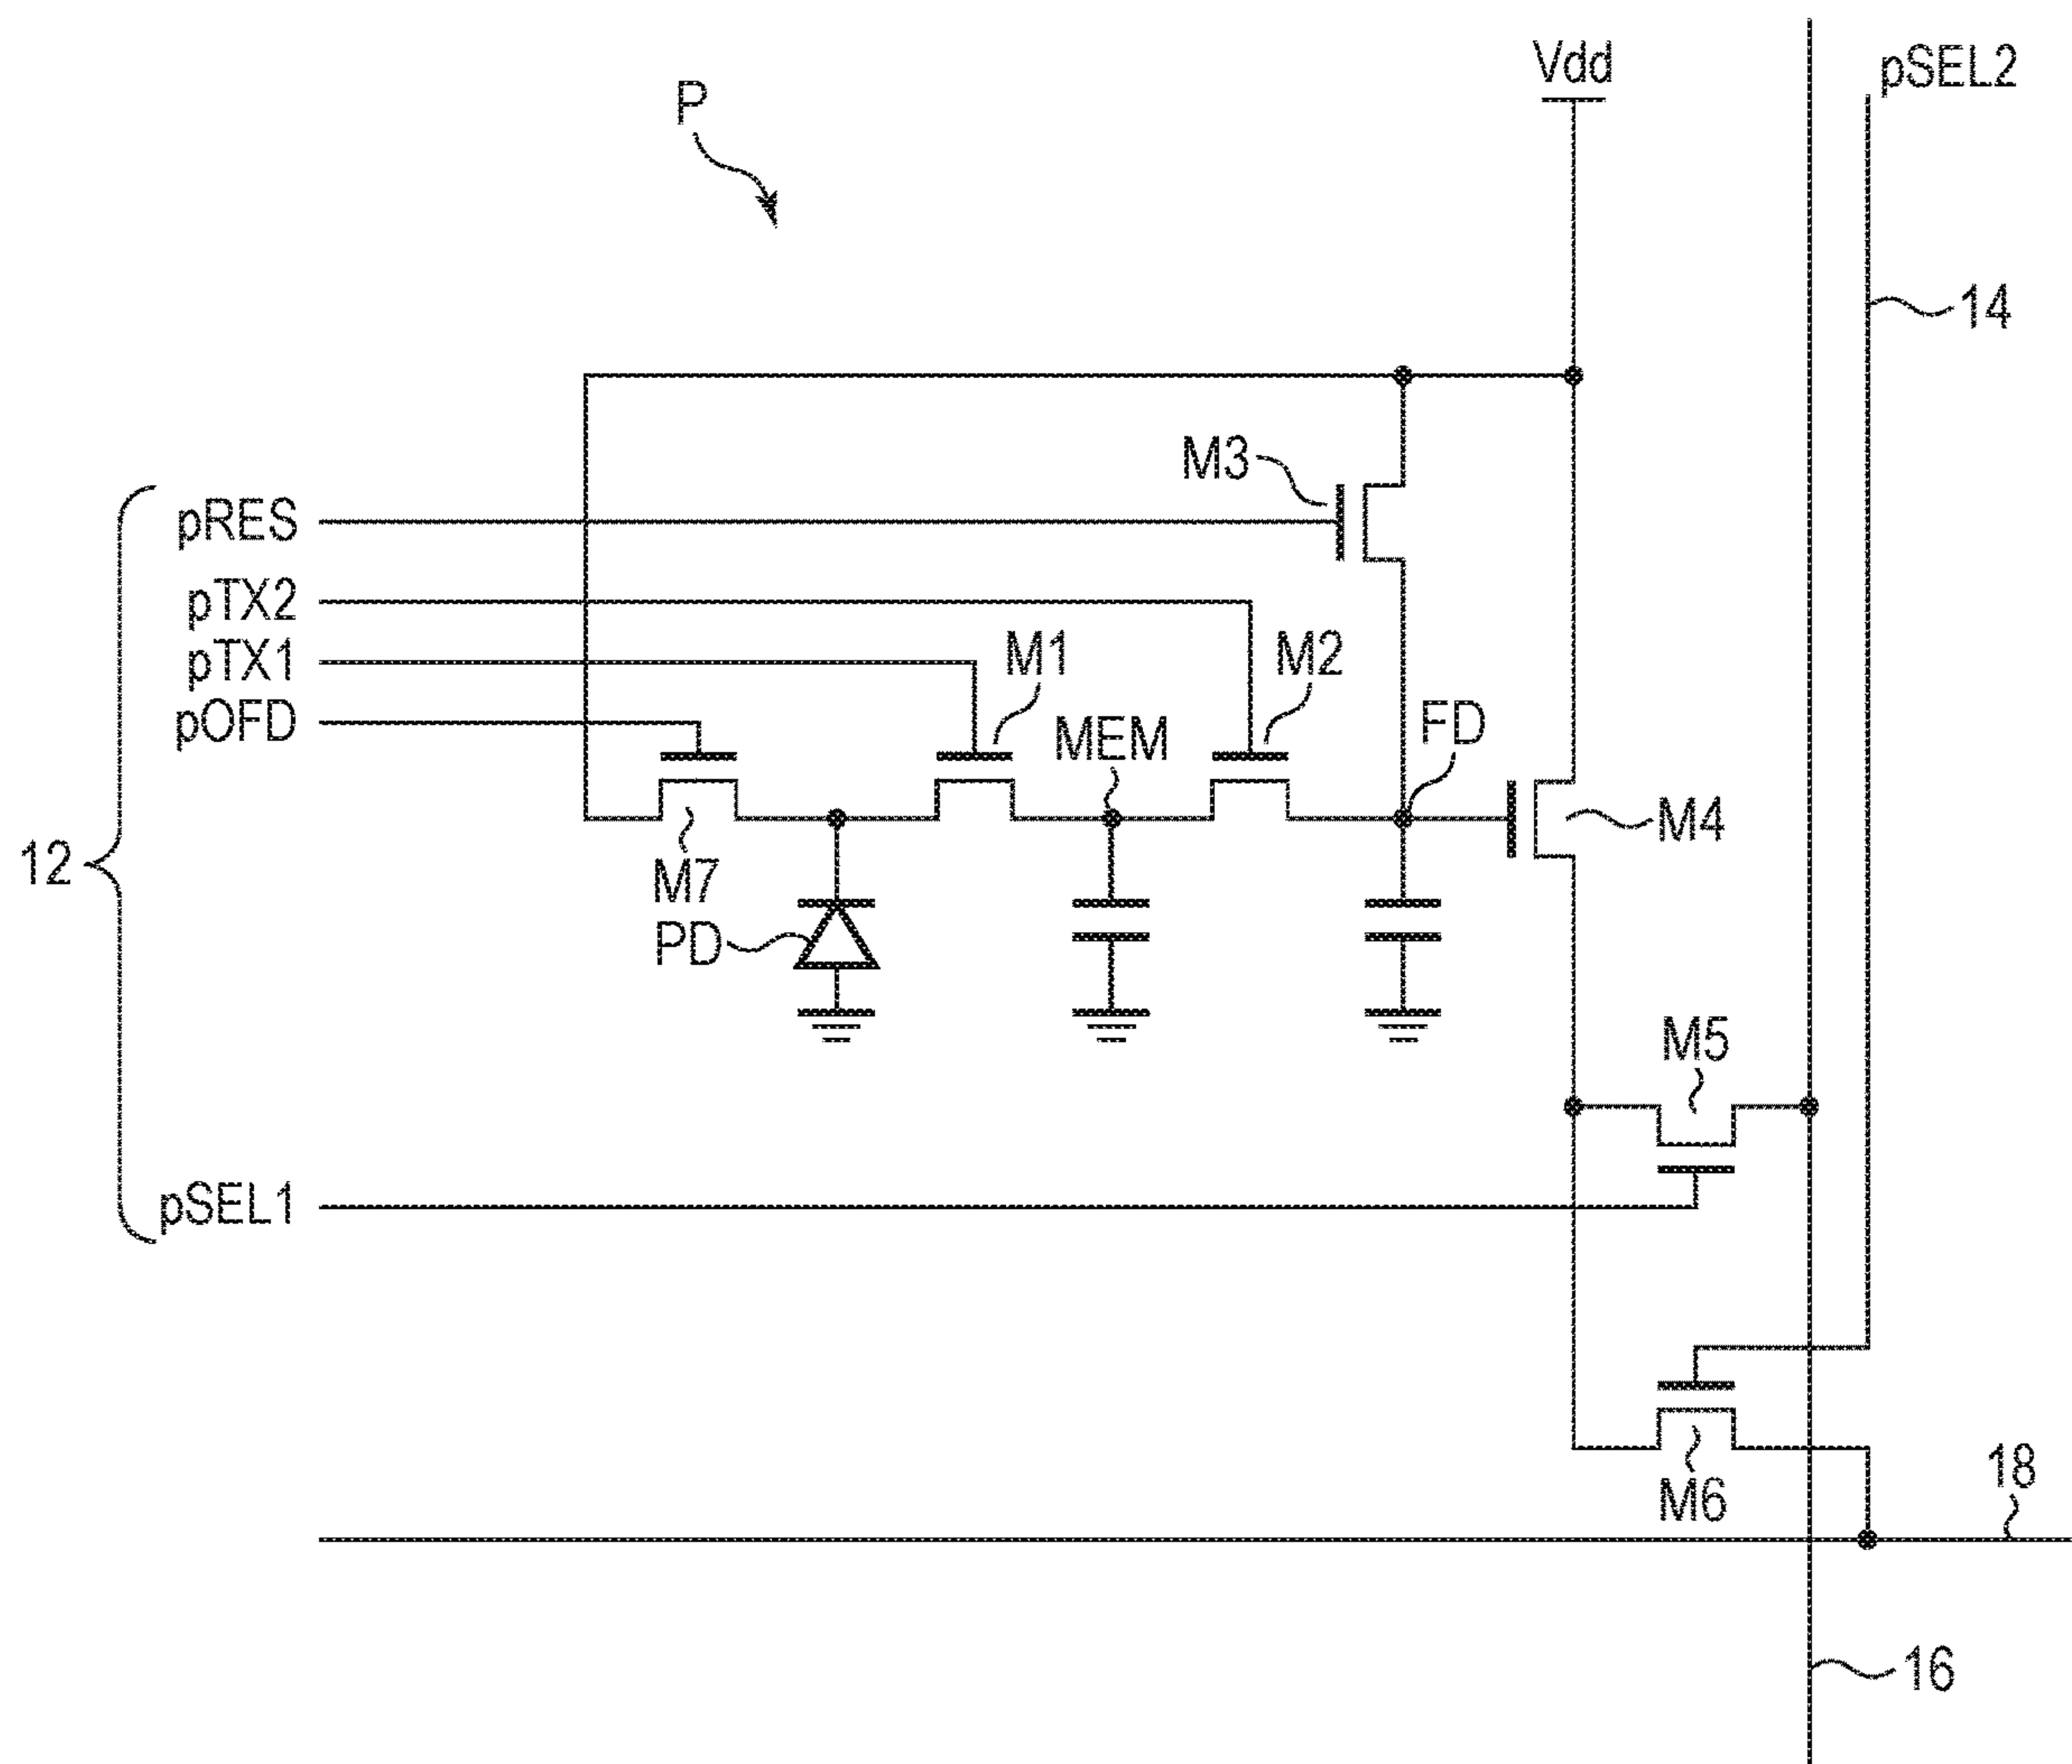 Vdd
pSEL2
P
14
M3
pRES
pTX2
pTX1
M1
M2
pOFD
MEM
FD
M4
12
M7
PD
M5
pSEL1
18
M6
16